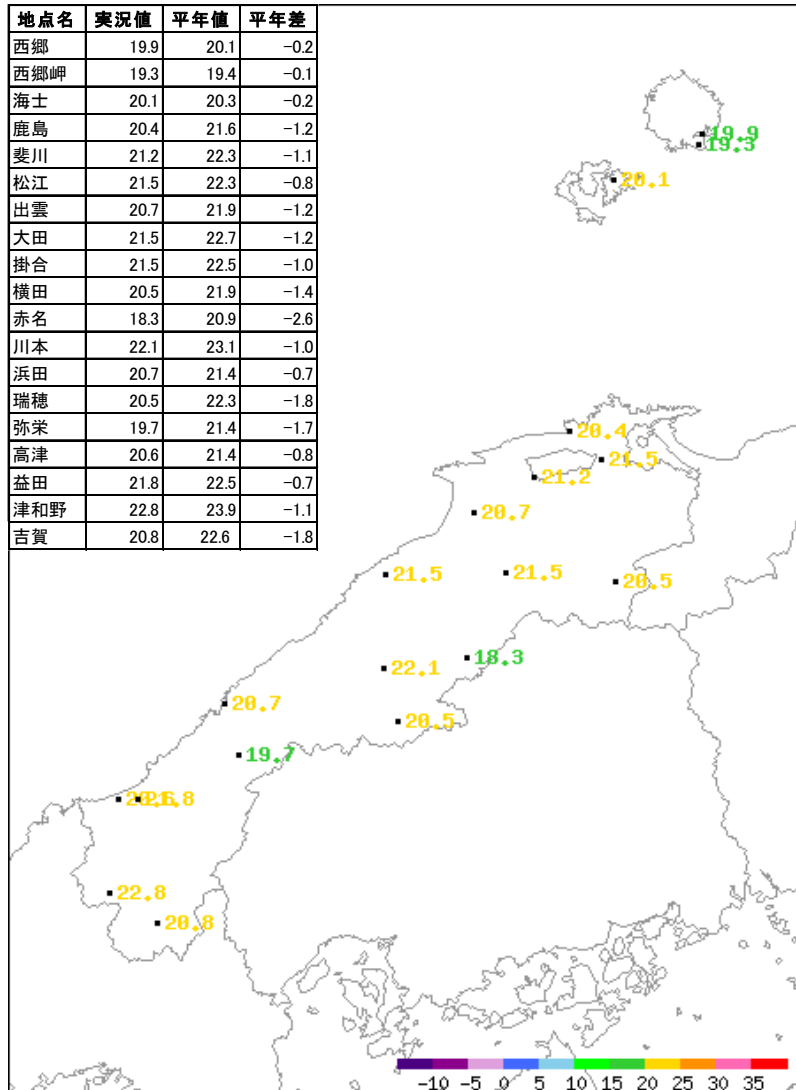 地点名 実況値 平年値 平年差
西郷 19.9 20.1 -0.2
西郷岬 19.3 19.4 -0.1
海士 20.1 20.3 -0.2
鹿島 20.4 21.6 -1.2
斐川 21.2 22.3 -1.1
松江 21.5 22.3 -0.8
出雲 20.7 21.9 -1.2
大田 21.5 22.7 -1.2
掛合 21.5 22.5 -1.0
横田 20.5 21.9 -1.4
赤名 18.3 20.9 -2.6
川本 22.1 23.1 -1.0
浜田 20.7 21.4 -0.7
瑞穂 20.5 22.3 -1.8
弥栄 19.7 21.4 -1.7
高津 20.6 21.4 -0.8
益田 21.8 22.5 -0.7
津和野 22.8 23.9 -1.1
吉賀 20.8 22.6 -1.8
19.9
19.3
20.1
20.4
21.5
21.2
20.7
21.5
21.5
20.5
18.3
22.1
20.7
20.5
19.7
20.6
21.8
22.8
20.8
-10 -5 0 5 10 15 20 25 30 35